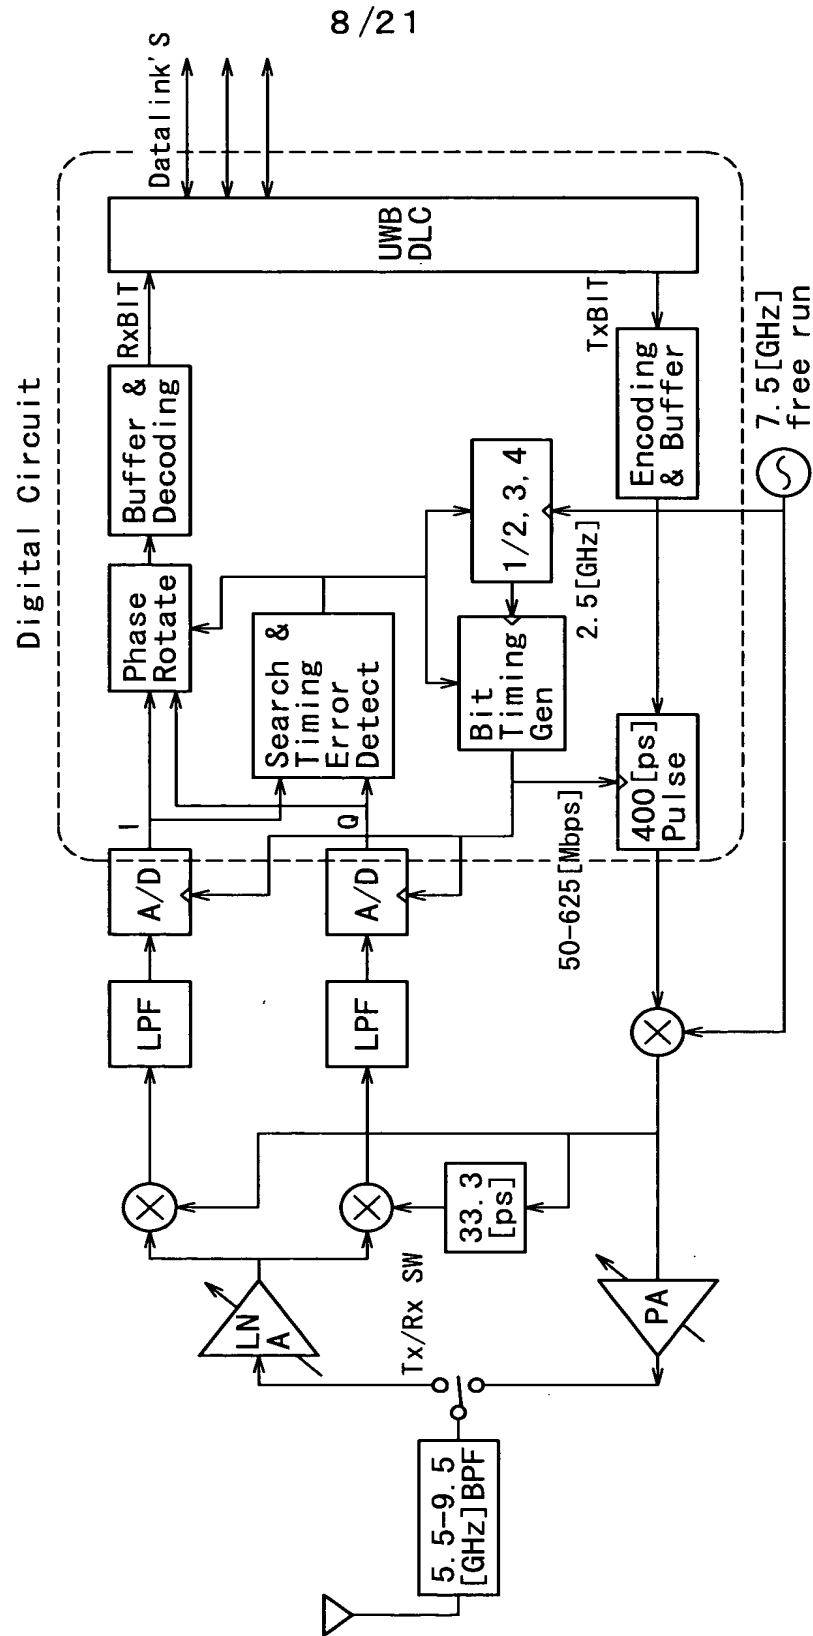 8/21
Digital Circuit
Datalink'S
UWB
DLC
RxBIT
TxBIT
Buffer &
Decoding
Encoding
& Buffer
7.5[GHz]
free run
Phase
Rotate
1/2,3,4
2.5[GHz]
Search &
Timing
Error
Detect
Bit
Timing
Gen
400[ps]
Pulse
I
Q
A/D
A/D
50-625[Mbps]
LPF
LPF
33.3
[ps]
LN
A
Tx/Rx SW
PA
5.5-9.5
[GHz]BPF